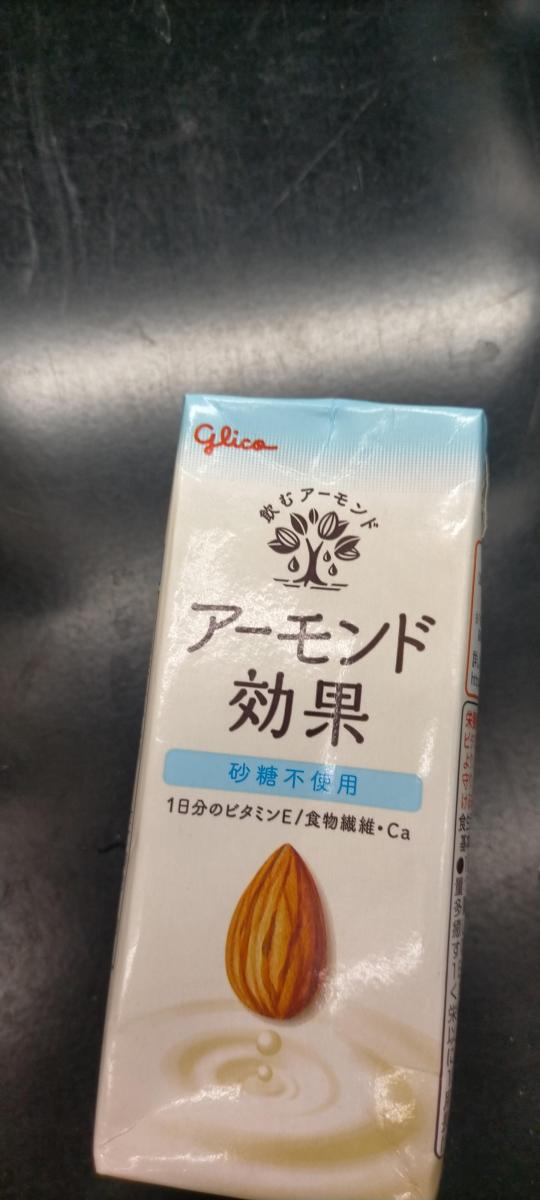 Glico
飲むアーモンド
アーモンド
効果
砂糖不使用
1日分のビタミンE/食物繊維・Ca